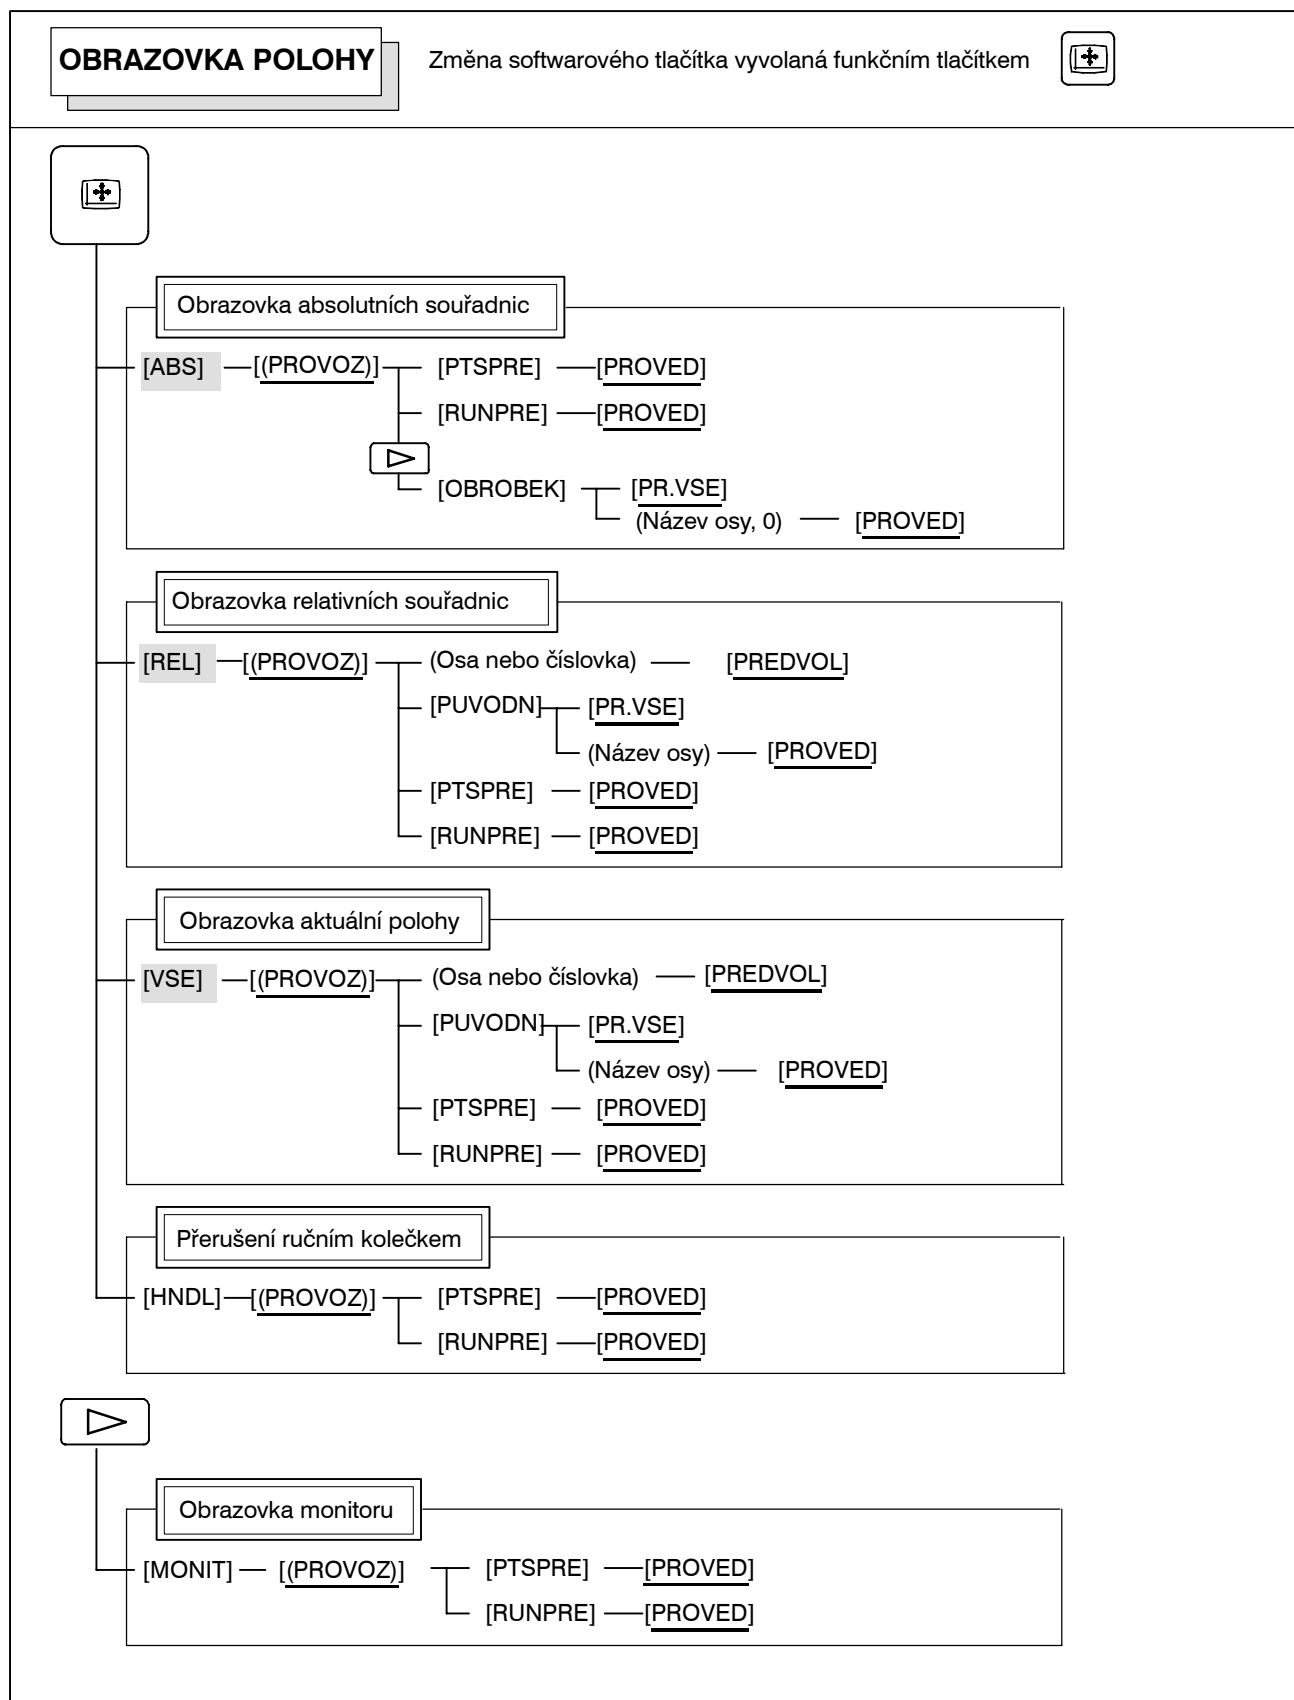 OBRAZOVKA POLOHY
Změna softwarového tlačítka vyvolaná funkčním tlačítkem
Obrazovka absolutních souřadnic
[ABS] [(PROVOZ)] [PTSPRE] [PROVED]
[RUNPRE] [PROVED]
[OBROBEK] [PR.VSE]
(Název osy, 0) [PROVED]
Obrazovka relativních souřadnic
[REL] [(PROVOZ)] (Osa nebo číslovka) [PREDVOL]
[PUVODN] [PR.VSE]
(Název osy) [PROVED]
[PTSPRE] [PROVED]
[RUNPRE] [PROVED]
Obrazovka aktuální polohy
[VSE] [(PROVOZ)] (Osa nebo číslovka) [PREDVOL]
[PUVODN] [PR.VSE]
(Název osy) [PROVED]
[PTSPRE] [PROVED]
[RUNPRE] [PROVED]
Přerušení ručním kolečkem
[HNDL] [(PROVOZ)] [PTSPRE] [PROVED]
[RUNPRE] [PROVED]
Obrazovka monitoru
[MONIT] [(PROVOZ)] [PTSPRE] [PROVED]
[RUNPRE] [PROVED]